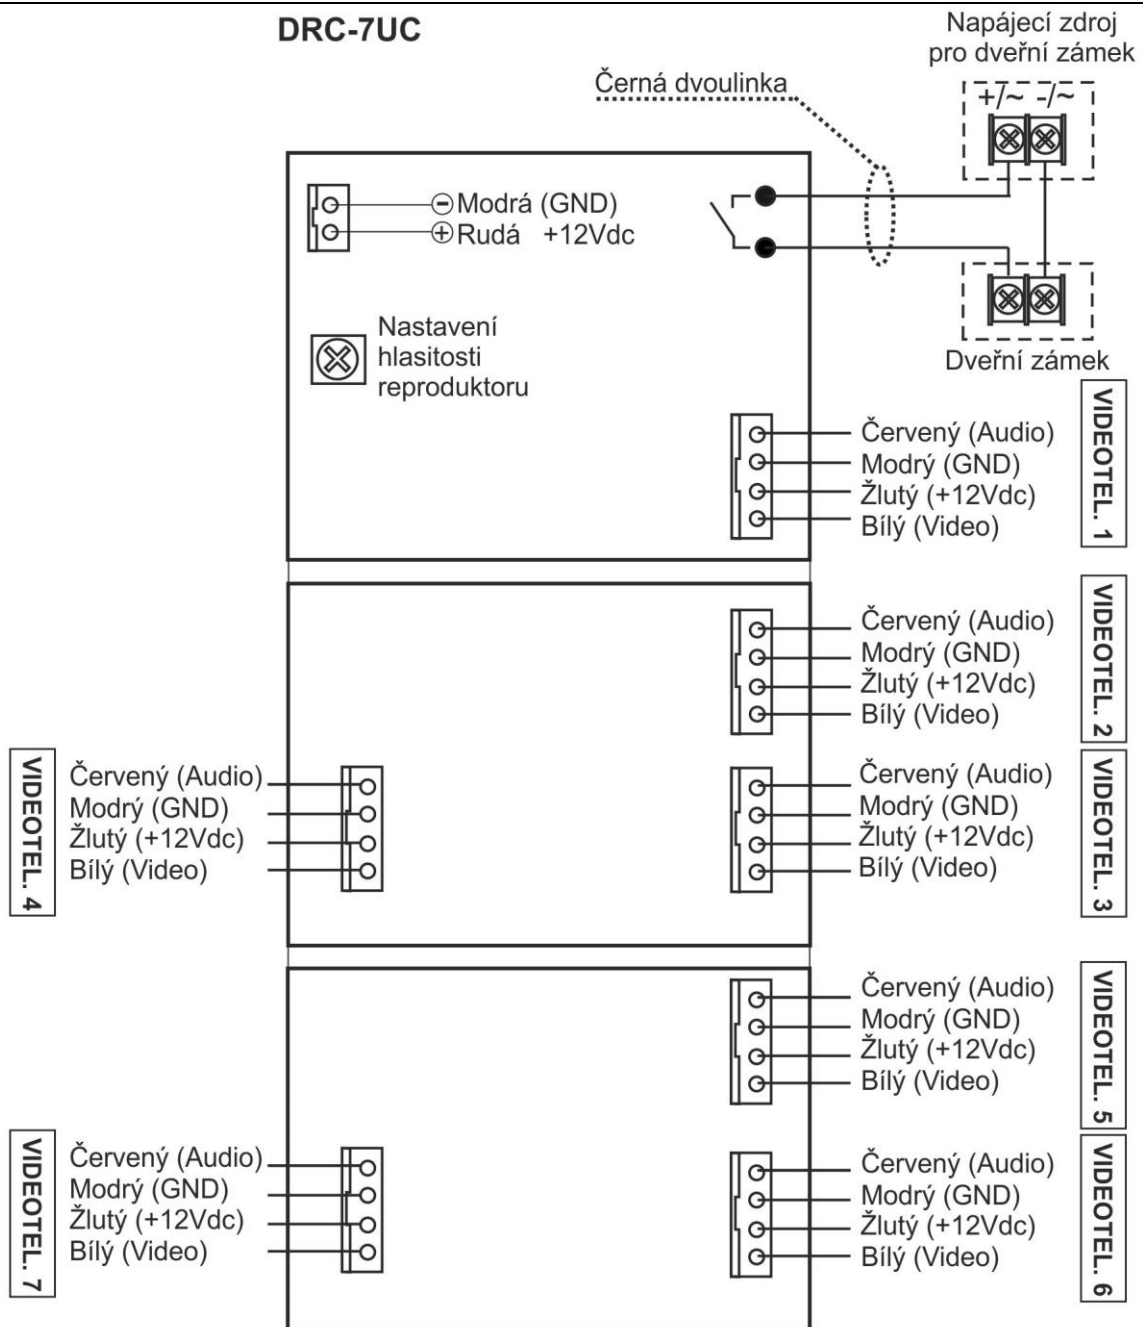 DRC-7UC
Napájecí zdroj
pro dveřní zámek
Černá dvoulinka
+/~ -/~
Modrá (GND)
Rudá +12Vdc
Nastavení
hlasitosti
reproduktoru
Dveřní zámek
Červený (Audio)
Modrý (GND)
Žlutý (+12Vdc)
Bílý (Video)
VIDEOTEL. 1
Červený (Audio)
Modrý (GND)
Žlutý (+12Vdc)
Bílý (Video)
VIDEOTEL. 2
VIDEOTEL. 4
Červený (Audio)
Modrý (GND)
Žlutý (+12Vdc)
Bílý (Video)
Červený (Audio)
Modrý (GND)
Žlutý (+12Vdc)
Bílý (Video)
VIDEOTEL. 3
Červený (Audio)
Modrý (GND)
Žlutý (+12Vdc)
Bílý (Video)
VIDEOTEL. 5
VIDEOTEL. 7
Červený (Audio)
Modrý (GND)
Žlutý (+12Vdc)
Bílý (Video)
Červený (Audio)
Modrý (GND)
Žlutý (+12Vdc)
Bílý (Video)
VIDEOTEL. 6